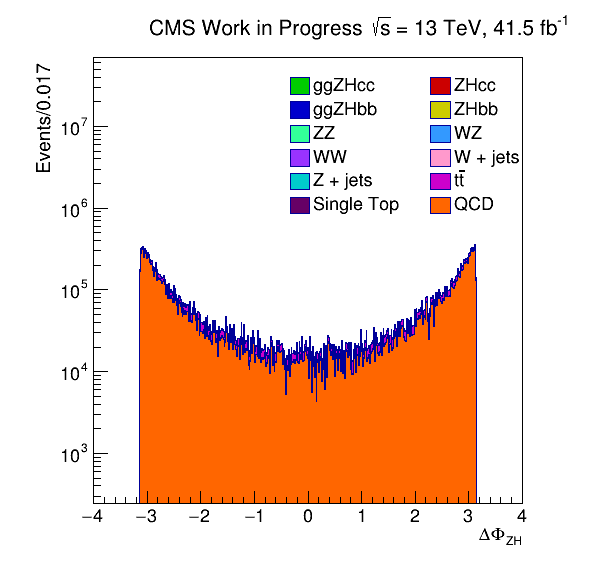 CMS Work in Progress √s = 13 TeV, 41.5 fb⁻¹
Events/0.017
ggZHcc ZHcc
ggZHbb ZHbb
ZZ WZ
WW W + jets
Z + jets tt̄
Single Top QCD
10⁷
10⁶
10⁵
10⁴
10³
−4 −3 −2 −1 0 1 2 3 4
ΔΦ_ZH